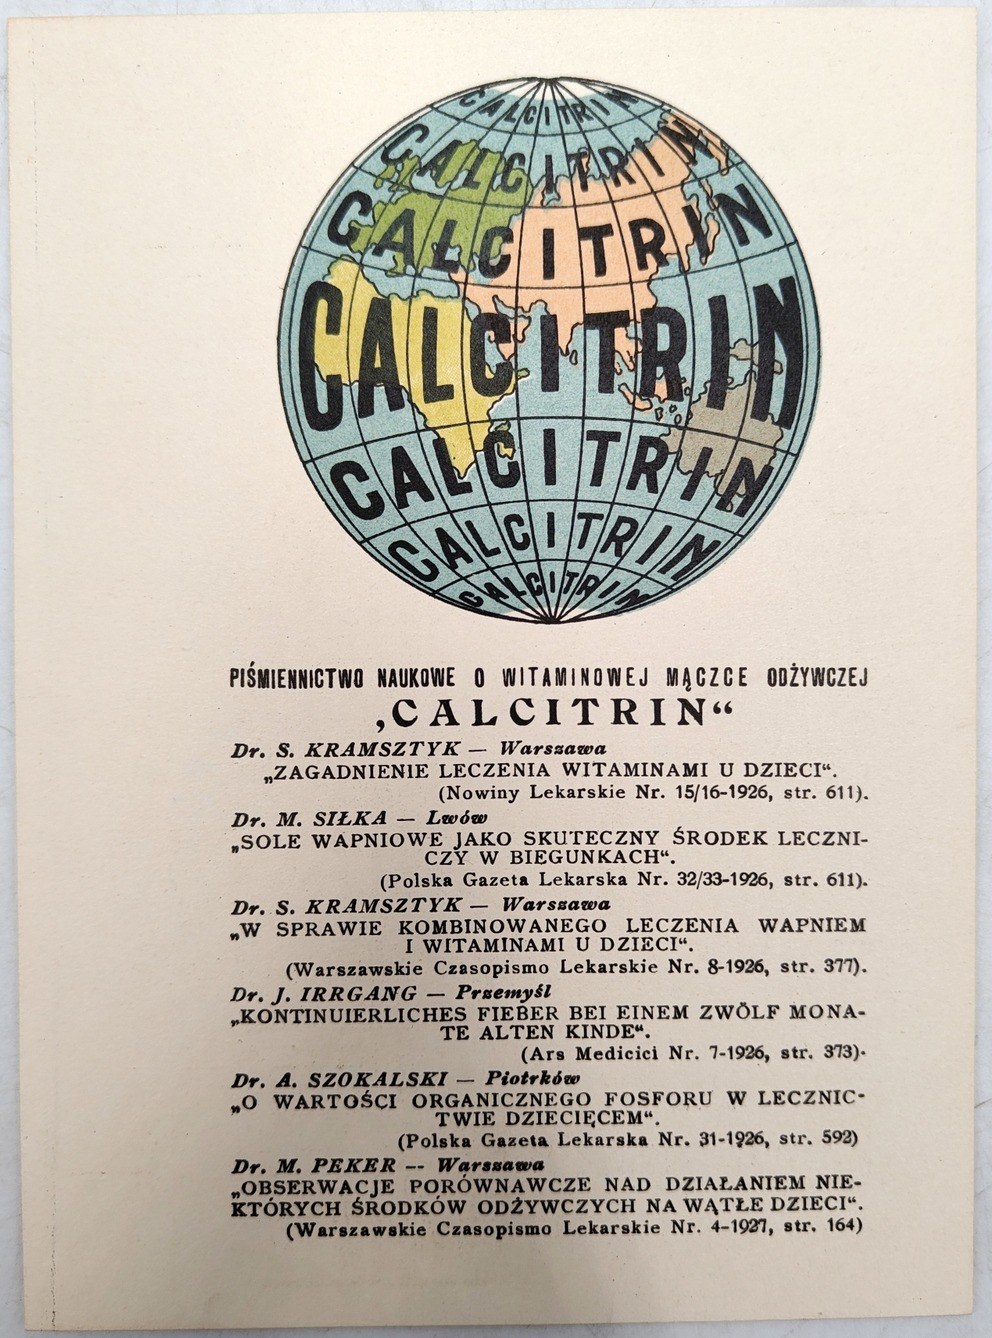 CALCITRIN
CALCITRIN
CALCITRIN
CALCITRIN
CALCITRIN
CALCITRIN
CALCITRIN
PIŚMIENNICTWO NAUKOWE O WITAMINOWEJ MĄCZCE ODŻYWCZEJ
‚CALCITRIN“
Dr. S. KRAMSZTYK — Warszawa
„ZAGADNIENIE LECZENIA WITAMINAMI U DZIECI“.
(Nowiny Lekarskie Nr. 15/16-1926, str. 611).
Dr. M. SIŁKA — Lwów
„SOLE WAPNIOWE JAKO SKUTECZNY ŚRODEK LECZNI-
CZY W BIEGUNKACH“.
(Polska Gazeta Lekarska Nr. 32/33-1926, str. 611).
Dr. S. KRAMSZTYK — Warszawa
„W SPRAWIE KOMBINOWANEGO LECZENIA WAPNIEM
I WITAMINAMI U DZIECI“.
(Warszawskie Czasopismo Lekarskie Nr. 8-1926, str. 377).
Dr. J. IRRGANG — Przemyśl
„KONTINUIERLICHES FIEBER BEI EINEM ZWÖLF MONA-
TE ALTEN KINDE“.
(Ars Medicici Nr. 7-1926, str. 373).
Dr. A. SZOKALSKI — Piotrków
„O WARTOŚCI ORGANICZNEGO FOSFORU W LECZNIC-
TWIE DZIECIĘCEM“.
(Polska Gazeta Lekarska Nr. 31-1926, str. 592)
Dr. M. PEKER -- Warszawa
„OBSERWACJE PORÓWNAWCZE NAD DZIAŁANIEM NIE-
KTÓRYCH ŚRODKÓW ODŻYWCZYCH NA WĄTŁE DZIECI“.
(Warszawskie Czasopismo Lekarskie Nr. 4-1927, str. 164)